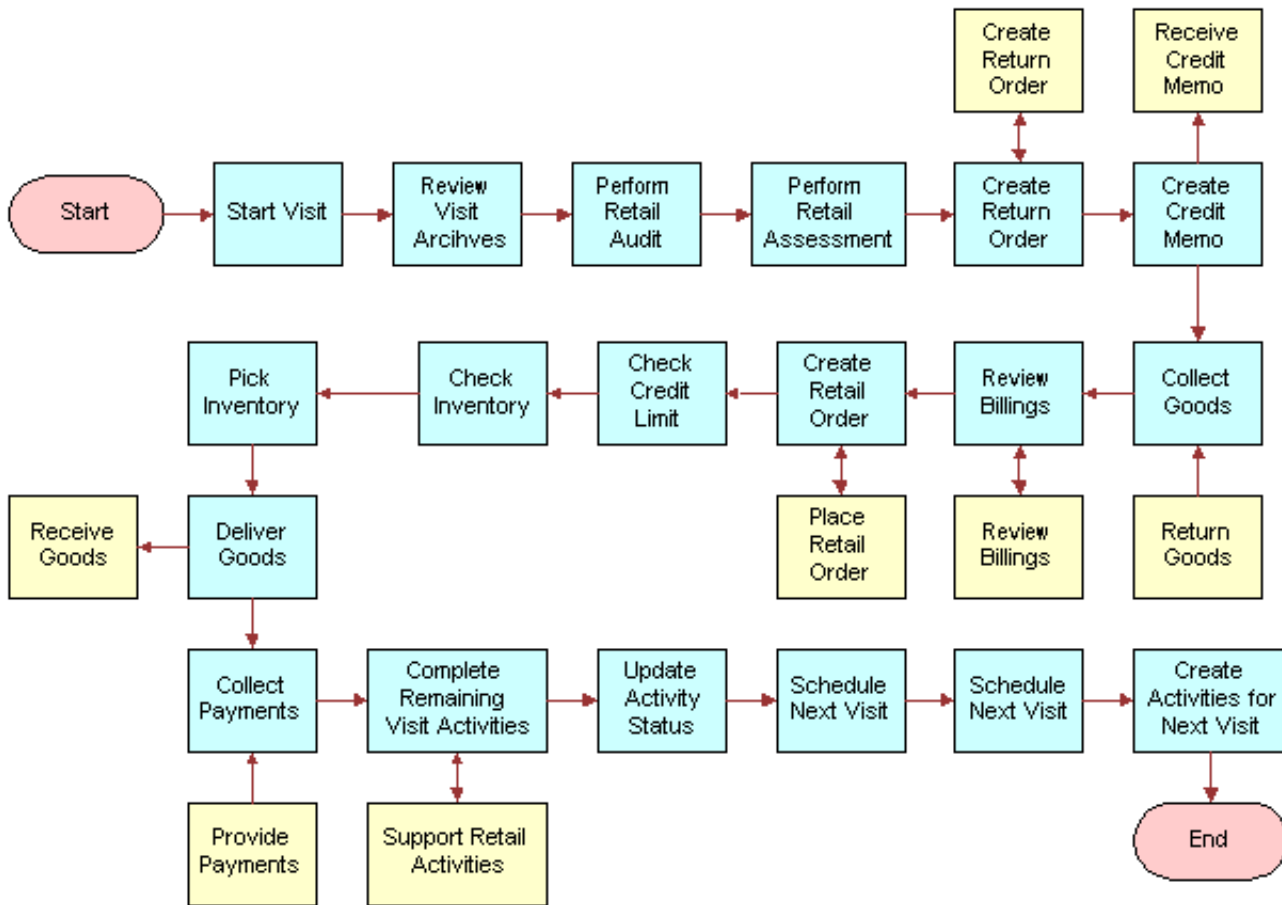 Create
Return
Order
Receive
Credit
Memo
Start
Start Visit
Review
Visit
Arcihves
Perform
Retail
Audit
Perform
Retail
Assessment
Create
Return
Order
Create
Credit
Memo
Pick
Inventory
Check
Inventory
Check
Credit
Limit
Create
Retail
Order
Review
Billings
Collect
Goods
Receive
Goods
Deliver
Goods
Place
Retail
Order
Review
Billings
Return
Goods
Collect
Payments
Complete
Remaining
Visit Activities
Update
Activity
Status
Schedule
Next Visit
Schedule
Next Visit
Create
Activities for
Next Visit
Provide
Payments
Support Retail
Activities
End